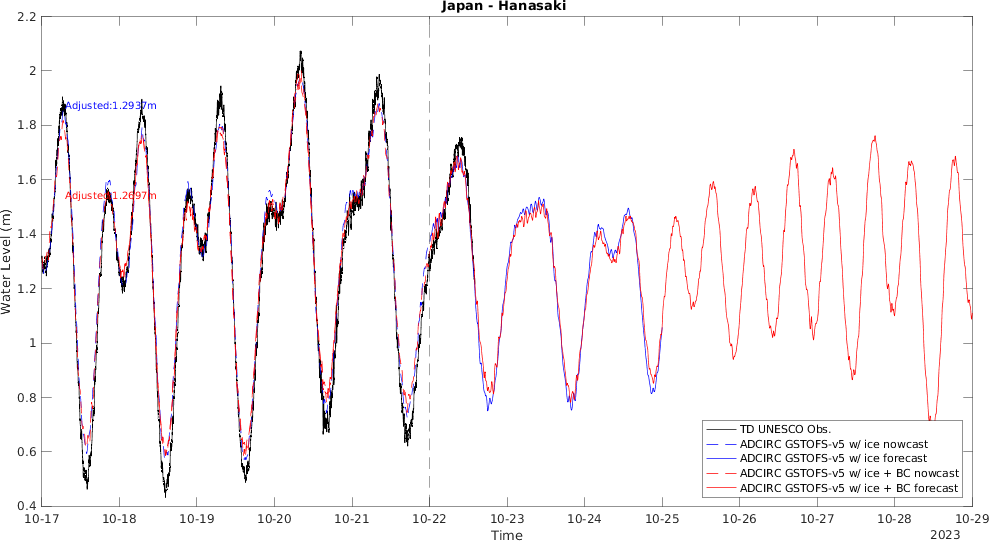 Japan - Hanasaki
2.2
2
1.8
1.6
1.4
1.2
1
0.8
0.6
0.4
Water Level (m)
Adjusted:1.2937m
Adjusted:1.2697m
TD UNESCO Obs.
ADCIRC GSTOFS-v5 w/ ice nowcast
ADCIRC GSTOFS-v5 w/ ice forecast
ADCIRC GSTOFS-v5 w/ ice + BC nowcast
ADCIRC GSTOFS-v5 w/ ice + BC forecast
10-17 10-18 10-19 10-20 10-21 10-22 10-23 10-24 10-25 10-26 10-27 10-28 10-29
Time
2023